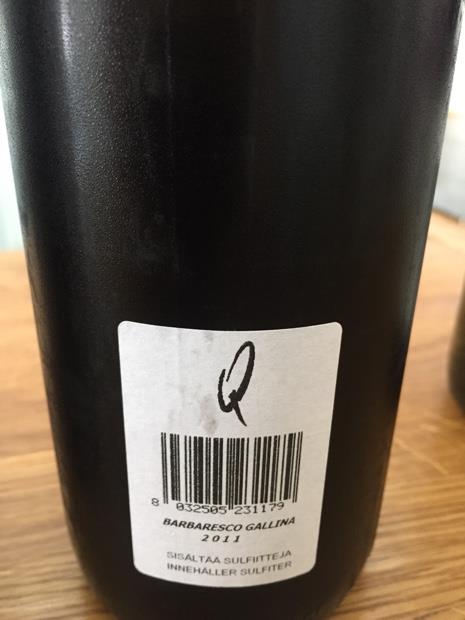 Q
8 032505 231179
BARBARESCO GALLINA
2011
SISÄLTÄÄ SULFIITTEJA
INNEHÅLLER SULFITER